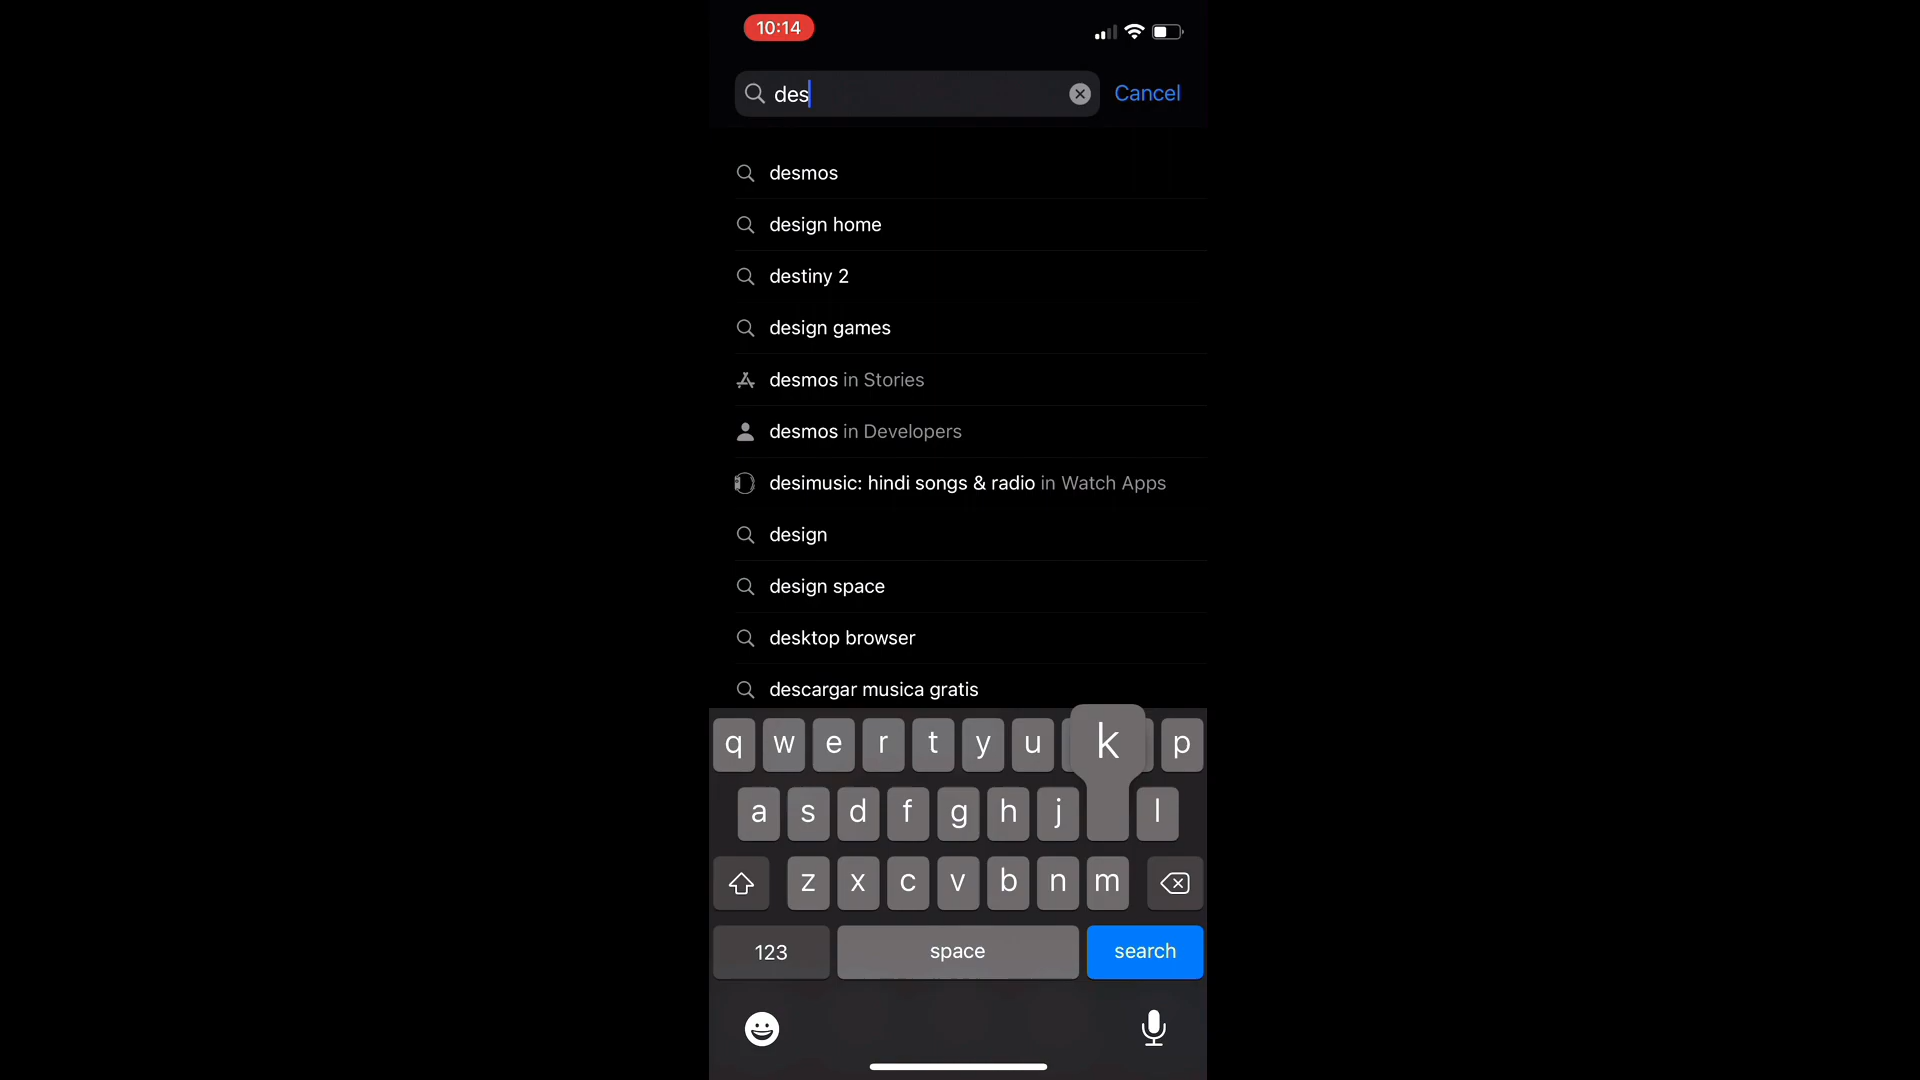 10:14
des
Cancel
desmos
design home
destiny 2
design games
desmos in Stories
desmos in Developers
desimusic: hindi songs & radio in Watch Apps
design
design space
desktop browser
descargar musica gratis
q w e r t y u k p
a s d f g h j l
z x c v b n m
123 space search